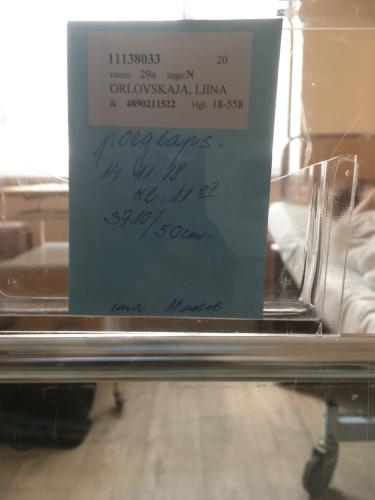 11138033 20
vanus: 29a sugu:N
ORLOVSKAJA, LIINA
ik: 4890211522 Hgl: 18-558
poeglaps.
14.11.18.
kl. 11 07
3710/50cm.